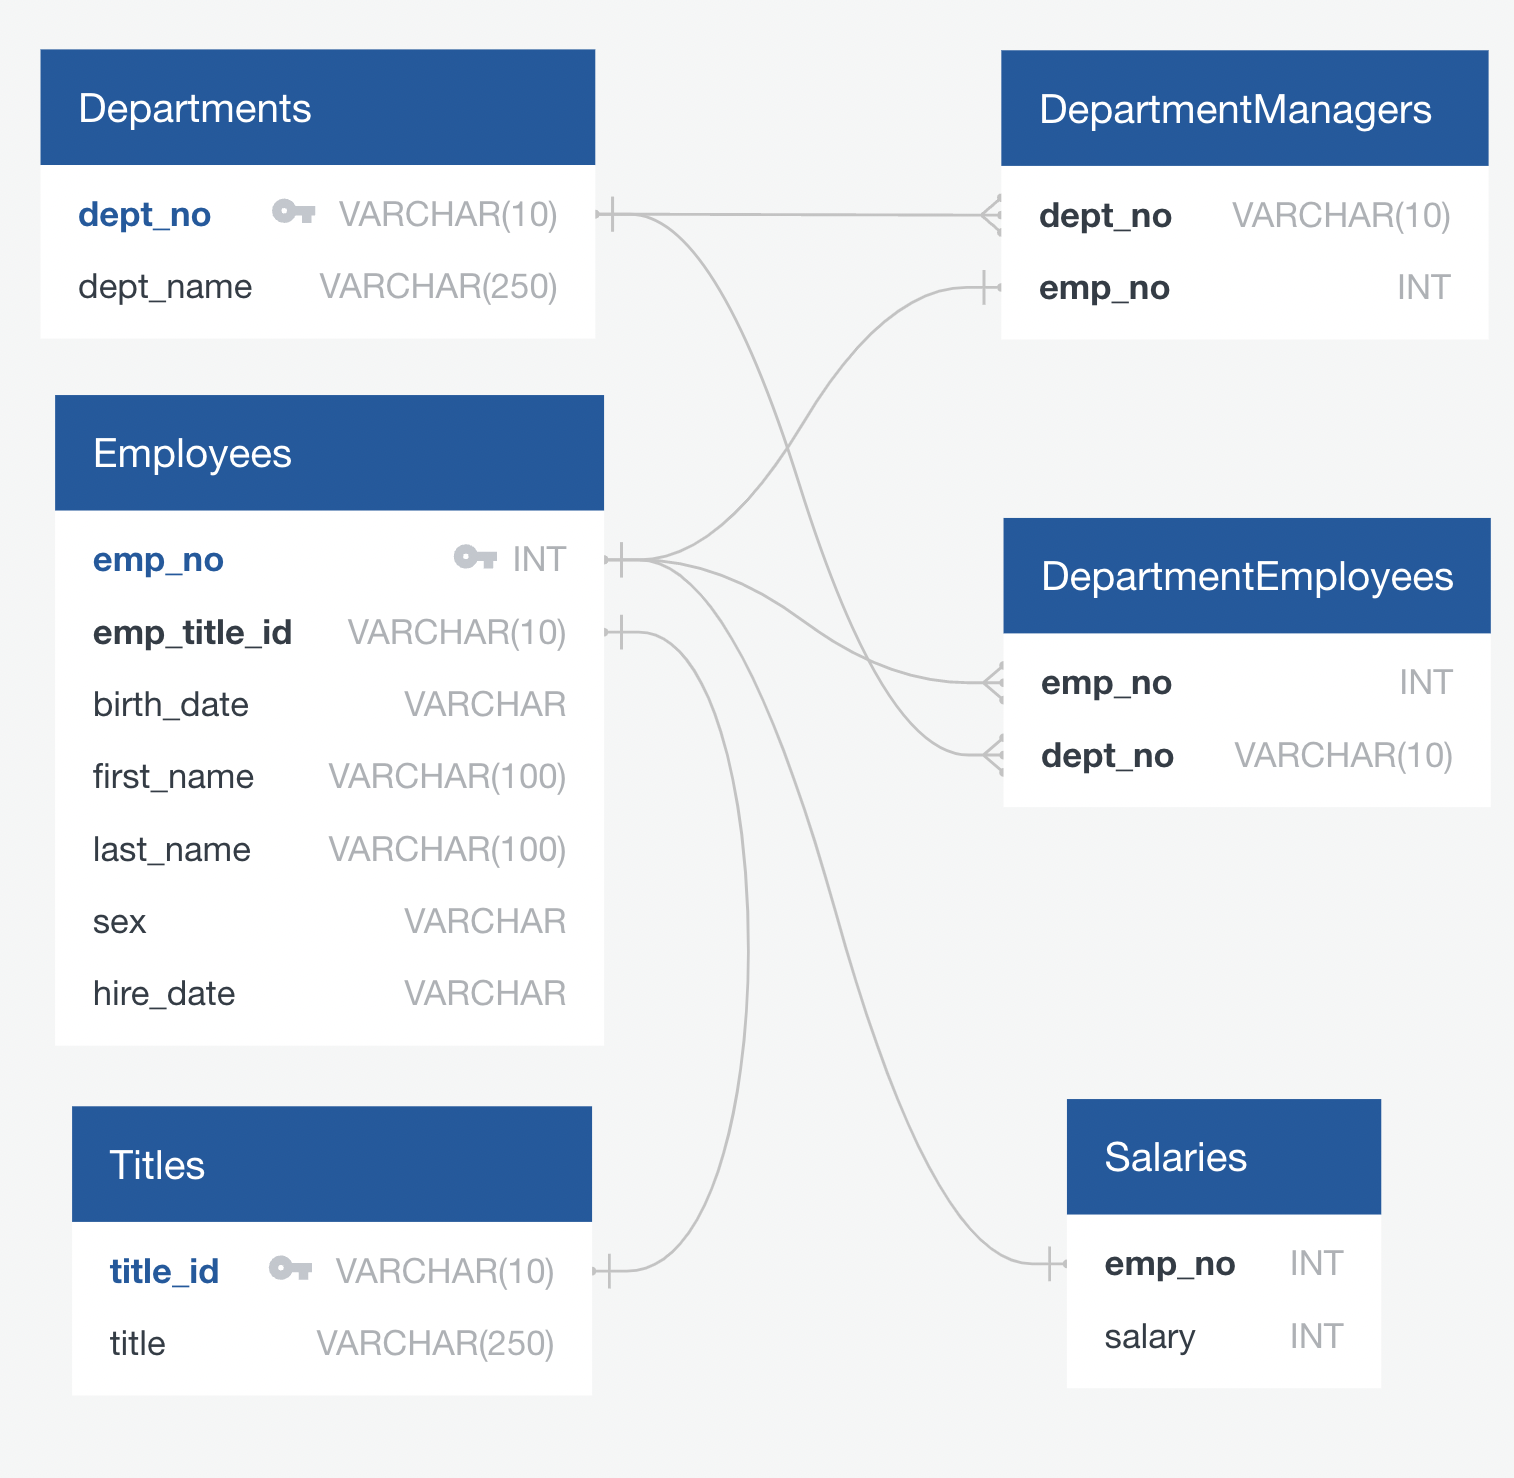 Departments
dept_no VARCHAR(10)
dept_name VARCHAR(250)
DepartmentManagers
dept_no VARCHAR(10)
emp_no INT
Employees
emp_no INT
emp_title_id VARCHAR(10)
birth_date VARCHAR
first_name VARCHAR(100)
last_name VARCHAR(100)
sex VARCHAR
hire_date VARCHAR
DepartmentEmployees
emp_no INT
dept_no VARCHAR(10)
Titles
title_id VARCHAR(10)
title VARCHAR(250)
Salaries
emp_no INT
salary INT